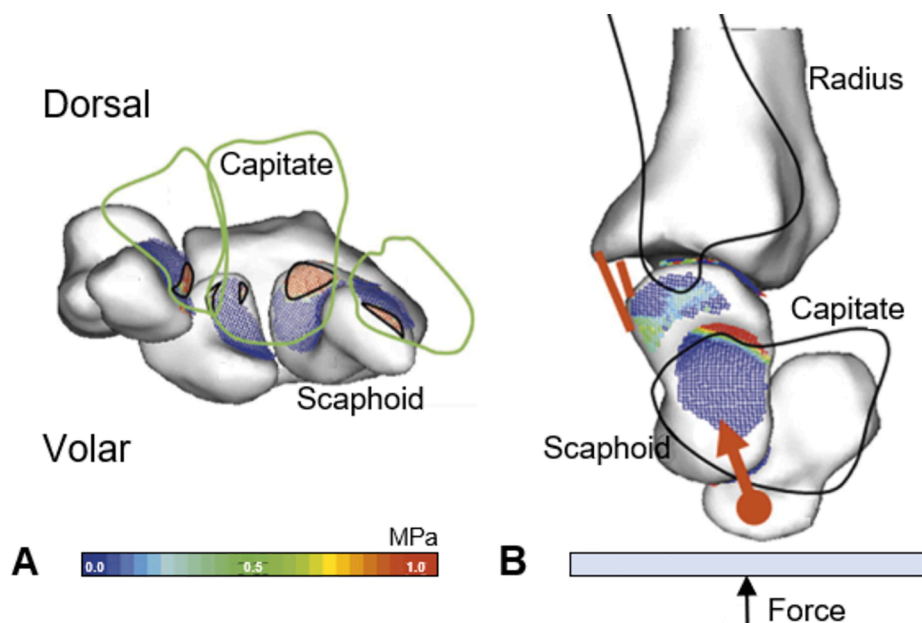 Dorsal
Capitate
Scaphoid
Volar
MPa
0.0 0.5 1.0
A
Radius
Capitate
Scaphoid
B
Force